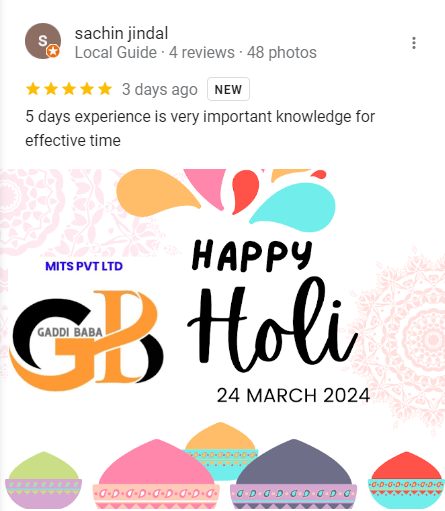 S
sachin jindal
Local Guide · 4 reviews · 48 photos
3 days ago NEW
5 days experience is very important knowledge for
effective time
HAPPY
MITS PVT LTD
Holi
GB
GADDI BABA
24 MARCH 2024